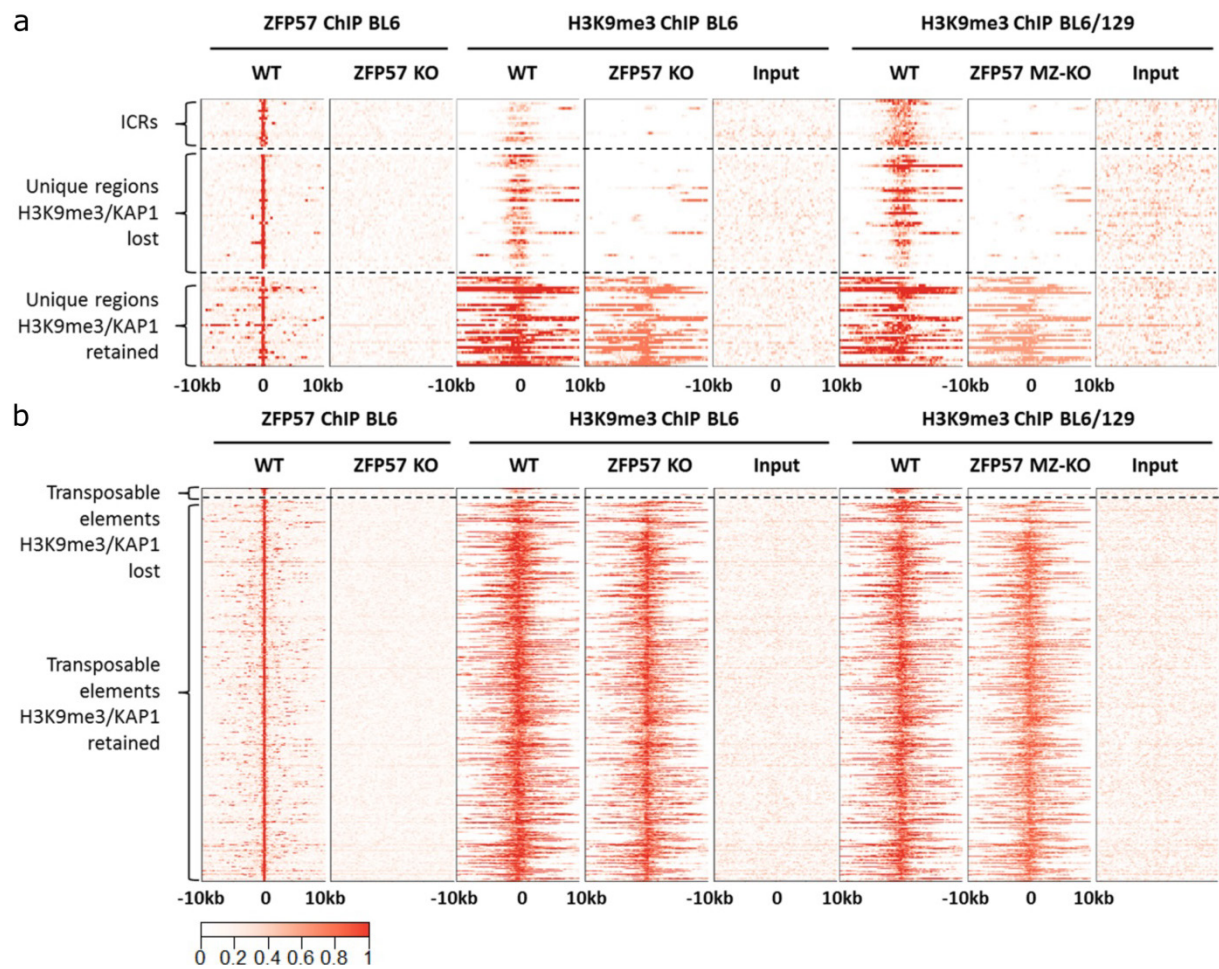 a
ZFP57 ChIP BL6 H3K9me3 ChIP BL6 H3K9me3 ChIP BL6/129
WT ZFP57 KO WT ZFP57 KO Input WT ZFP57 MZ-KO Input
ICRs
Unique regions
H3K9me3/KAP1
lost
Unique regions
H3K9me3/KAP1
retained
-10kb 0 10kb -10kb 0 10kb -10kb 0 10kb -10kb 0 10kb
b
ZFP57 ChIP BL6 H3K9me3 ChIP BL6 H3K9me3 ChIP BL6/129
WT ZFP57 KO WT ZFP57 KO Input WT ZFP57 MZ-KO Input
Transposable
elements
H3K9me3/KAP1
lost
Transposable
elements
H3K9me3/KAP1
retained
-10kb 0 10kb -10kb 0 10kb -10kb 0 10kb -10kb 0 10kb
0 0.2 0.4 0.6 0.8 1